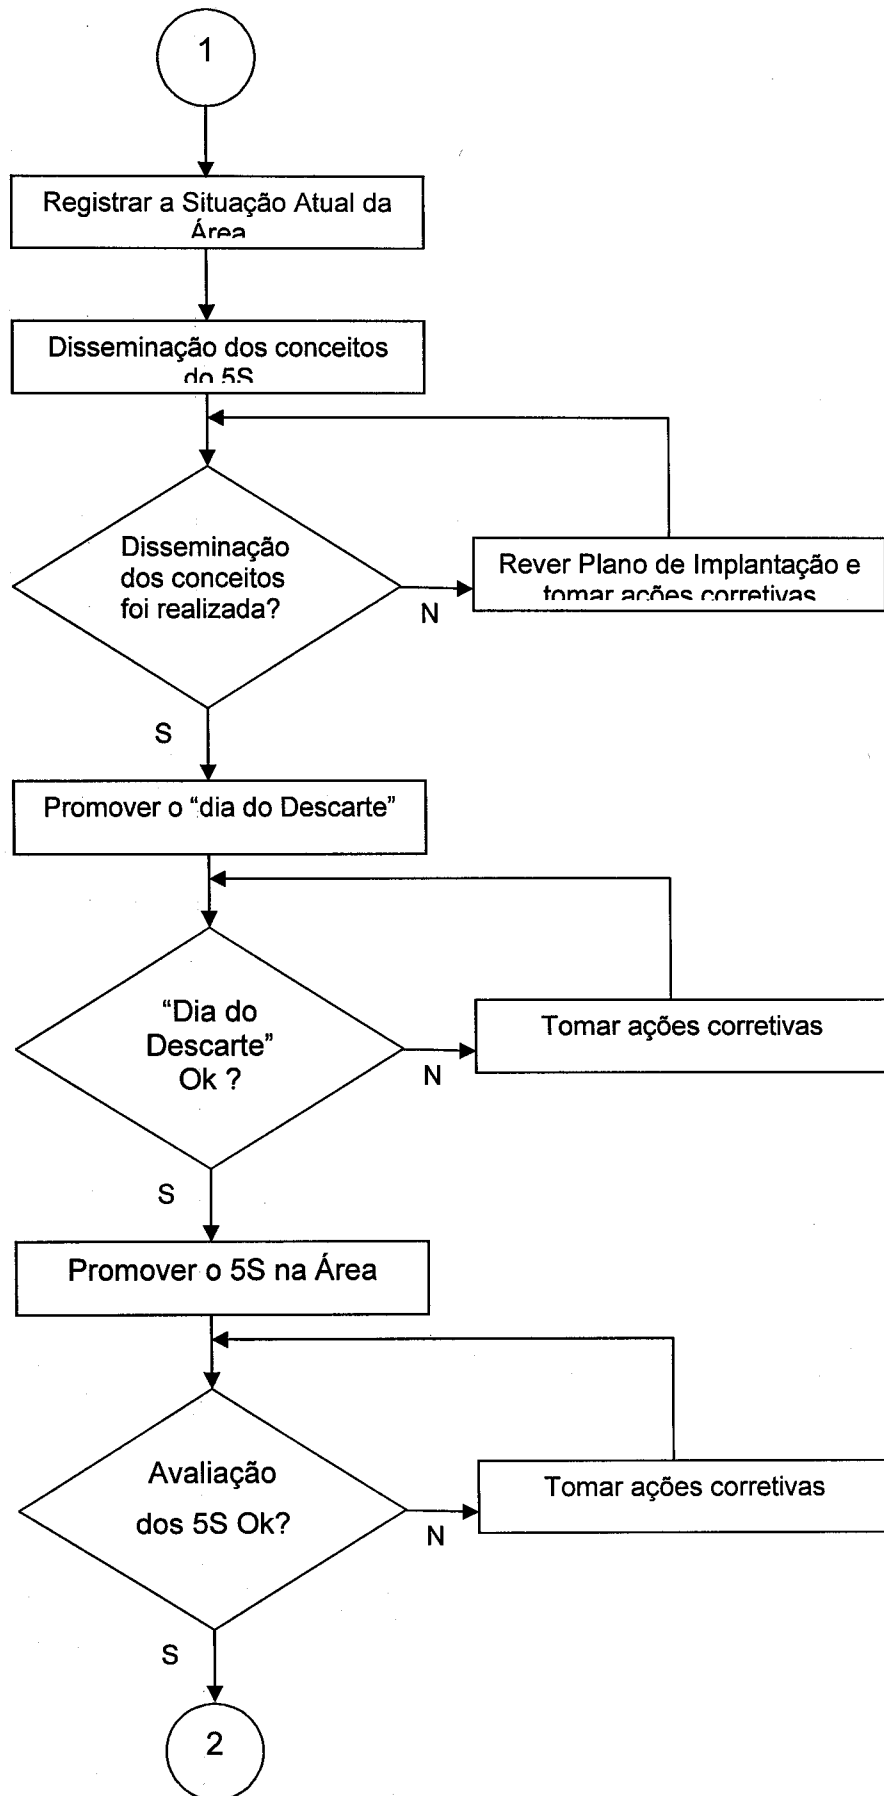 1
Registrar a Situação Atual da
Área
Disseminação dos conceitos
do 5S
Disseminação
dos conceitos
foi realizada?
N
Rever Plano de Implantação e
tomar ações corretivas
S
Promover o “dia do Descarte”
“Dia do
Descarte”
Ok ?
N
Tomar ações corretivas
S
Promover o 5S na Área
Avaliação
dos 5S Ok?
N
Tomar ações corretivas
S
2